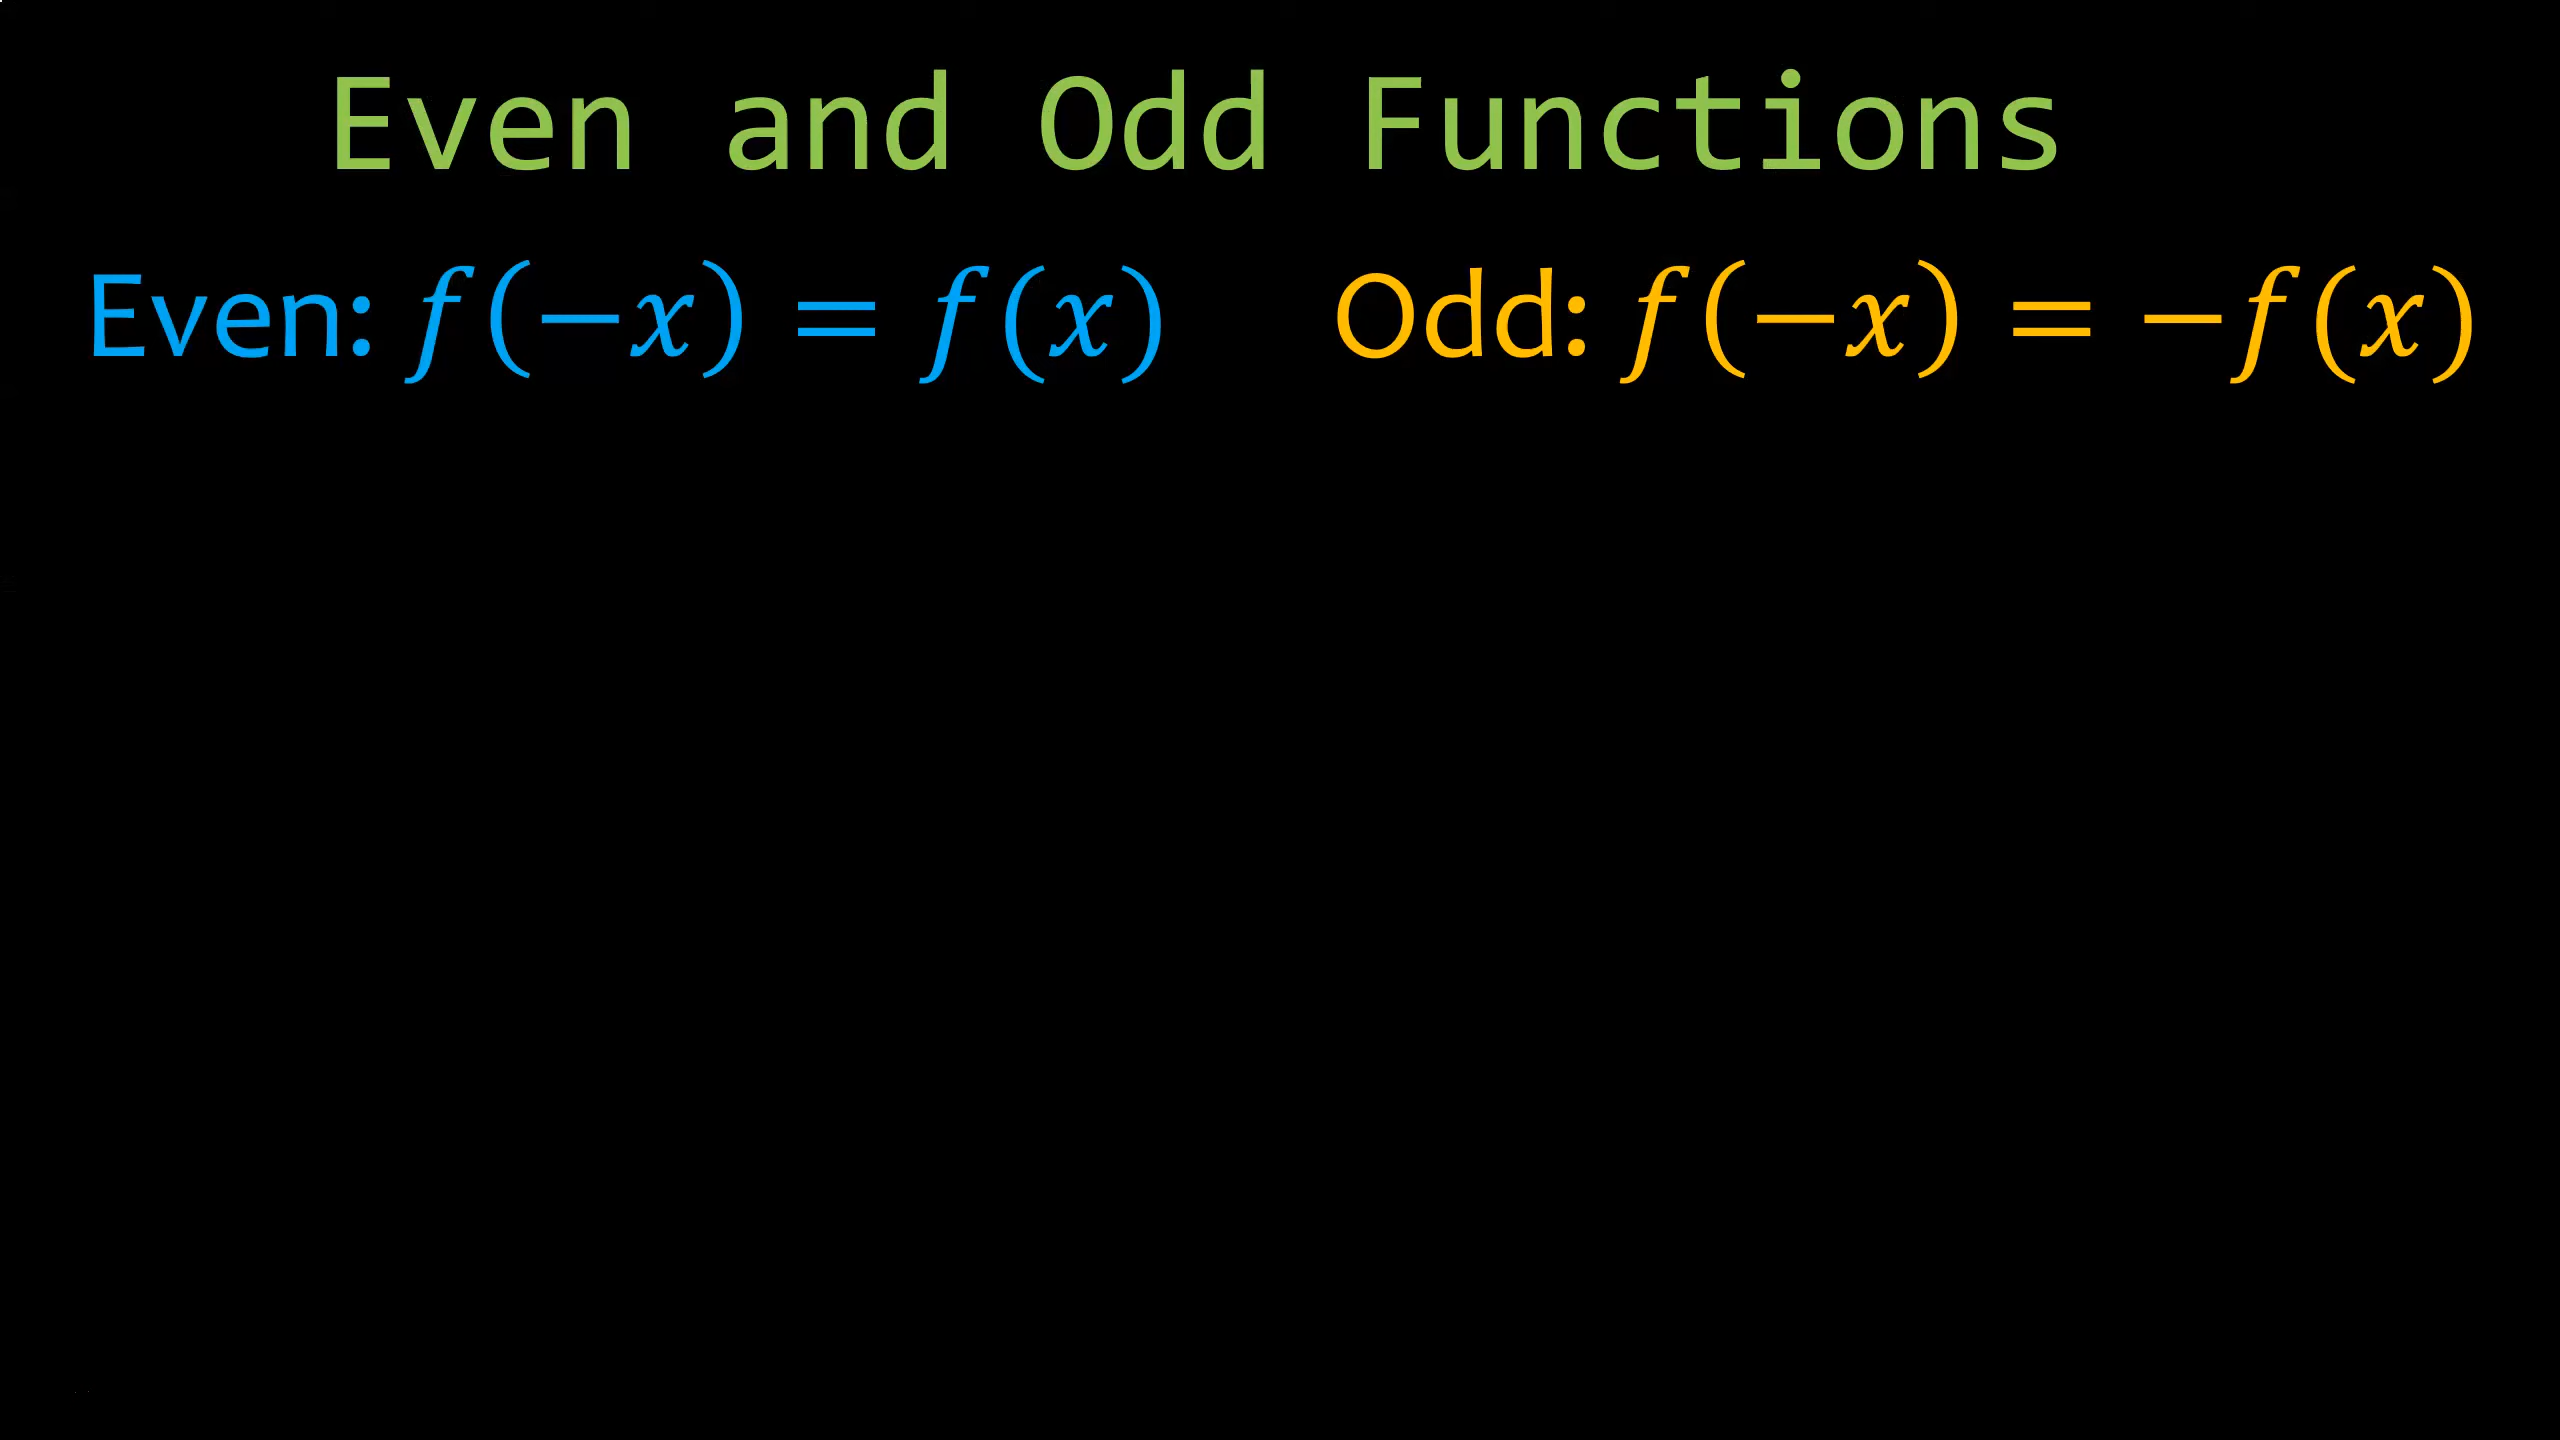 Even and Odd Functions
Even: f(−x) = f(x)
Odd: f(−x) = −f(x)